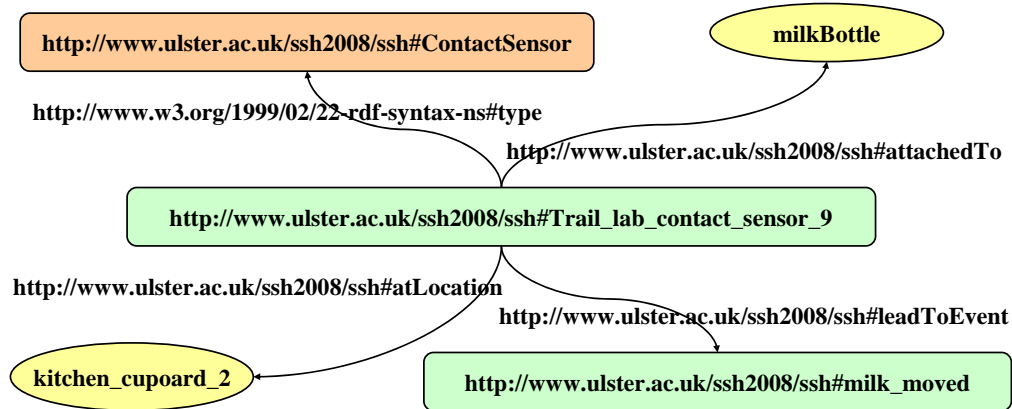 http://www.ulster.ac.uk/ssh2008/ssh#ContactSensor
milkBottle
http://www.w3.org/1999/02/22-rdf-syntax-ns#type
http://www.ulster.ac.uk/ssh2008/ssh#attachedTo
http://www.ulster.ac.uk/ssh2008/ssh#Trail_lab_contact_sensor_9
http://www.ulster.ac.uk/ssh2008/ssh#atLocation
http://www.ulster.ac.uk/ssh2008/ssh#leadToEvent
kitchen_cupoard_2
http://www.ulster.ac.uk/ssh2008/ssh#milk_moved